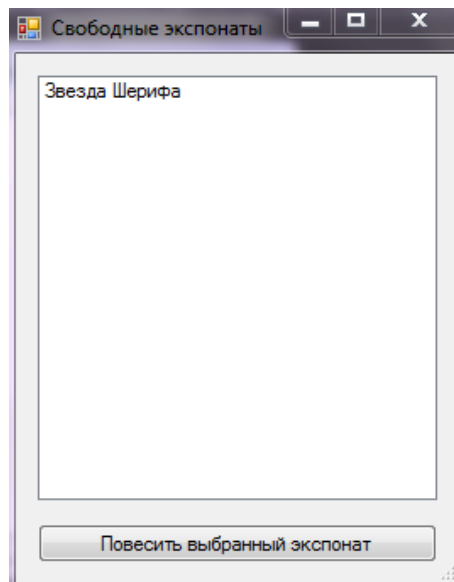 Свободные экспонаты
Звезда Шерифа
Повесить выбранный экспонат